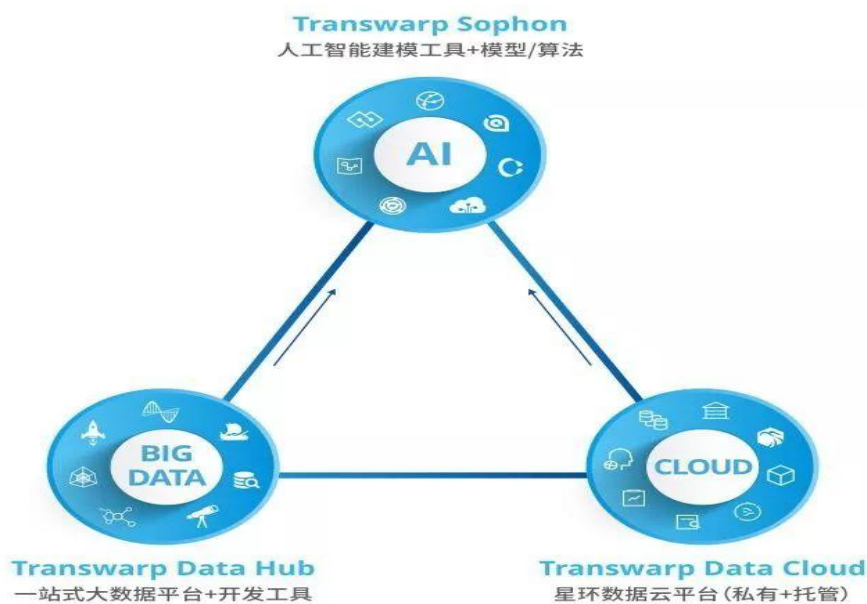 Transwarp Sophon
人工智能建模工具+模型/算法
AI
BIG
DATA
CLOUD
Transwarp Data Hub
一站式大数据平台+开发工具
Transwarp Data Cloud
星环数据云平台(私有+托管)